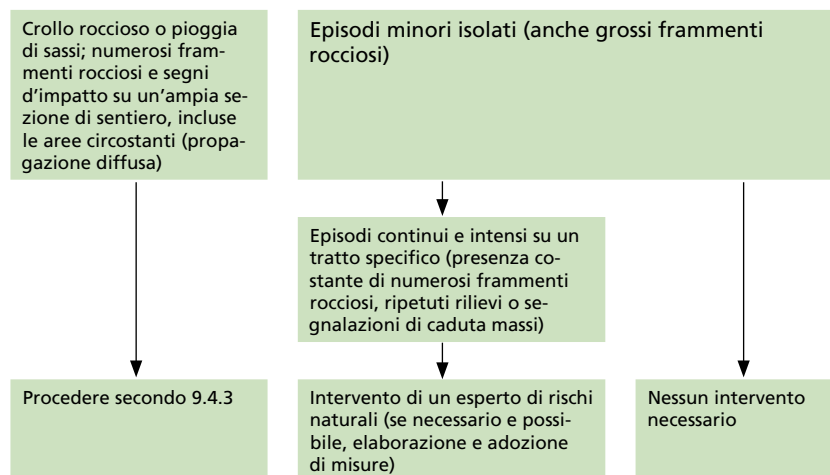 Crollo roccioso o pioggia
di sassi; numerosi fram-
menti rocciosi e segni
d'impatto su un'ampia se-
zione di sentiero, incluse
le aree circostanti (propa-
gazione diffusa)
Episodi minori isolati (anche grossi frammenti
rocciosi)
Episodi continui e intensi su un
tratto specifico (presenza co-
stante di numerosi frammenti
rocciosi, ripetuti rilievi o se-
gnalazioni di caduta massi)
Procedere secondo 9.4.3
Intervento di un esperto di rischi
naturali (se necessario e possi-
bile, elaborazione e adozione
di misure)
Nessun intervento
necessario